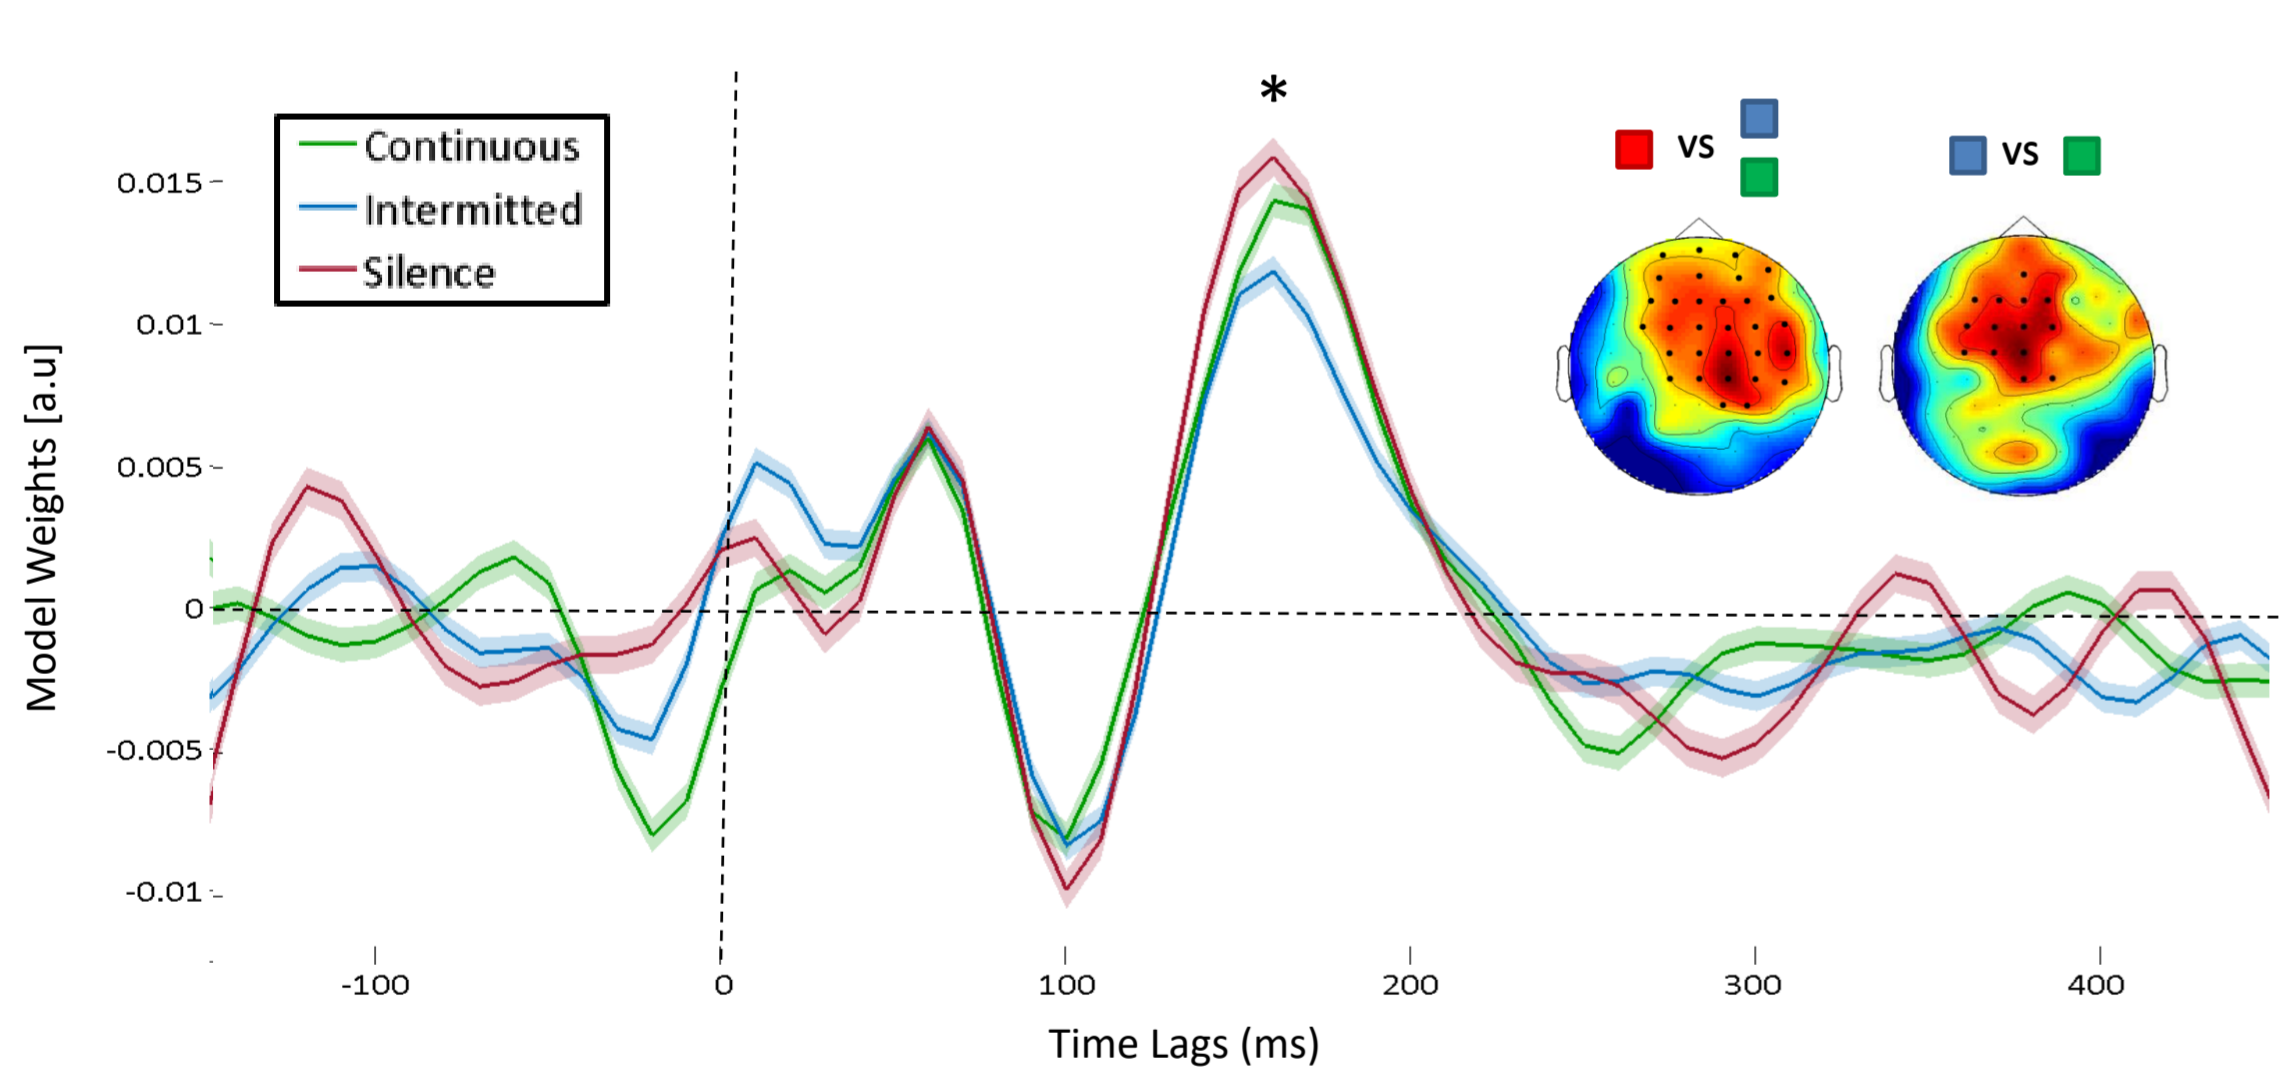 *
Continuous
Intermitted
Silence
vs
vs
0.015
0.01
0.005
0
-0.005
-0.01
Model Weights [a.u]
-100
0
100
200
300
400
Time Lags (ms)